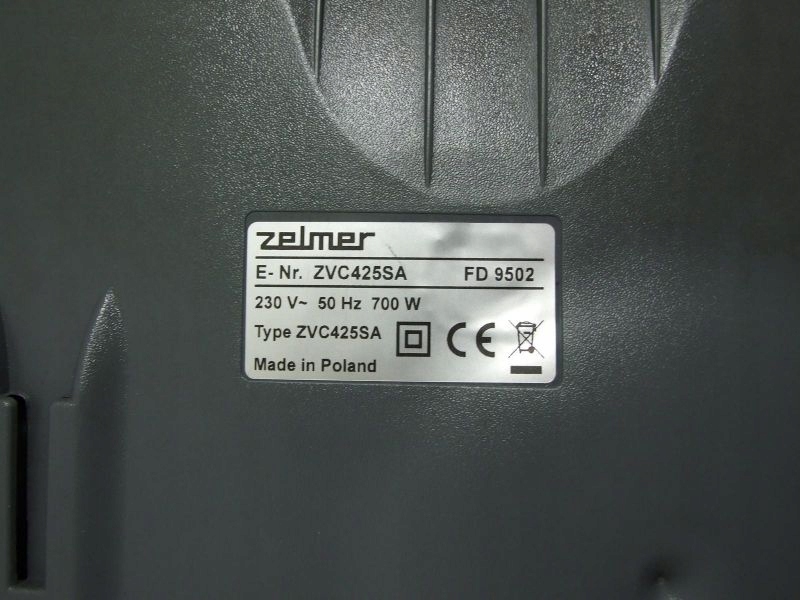 zelmer
E- Nr. ZVC425SA FD 9502
230 V~ 50 Hz 700 W
Type ZVC425SA CE
Made in Poland